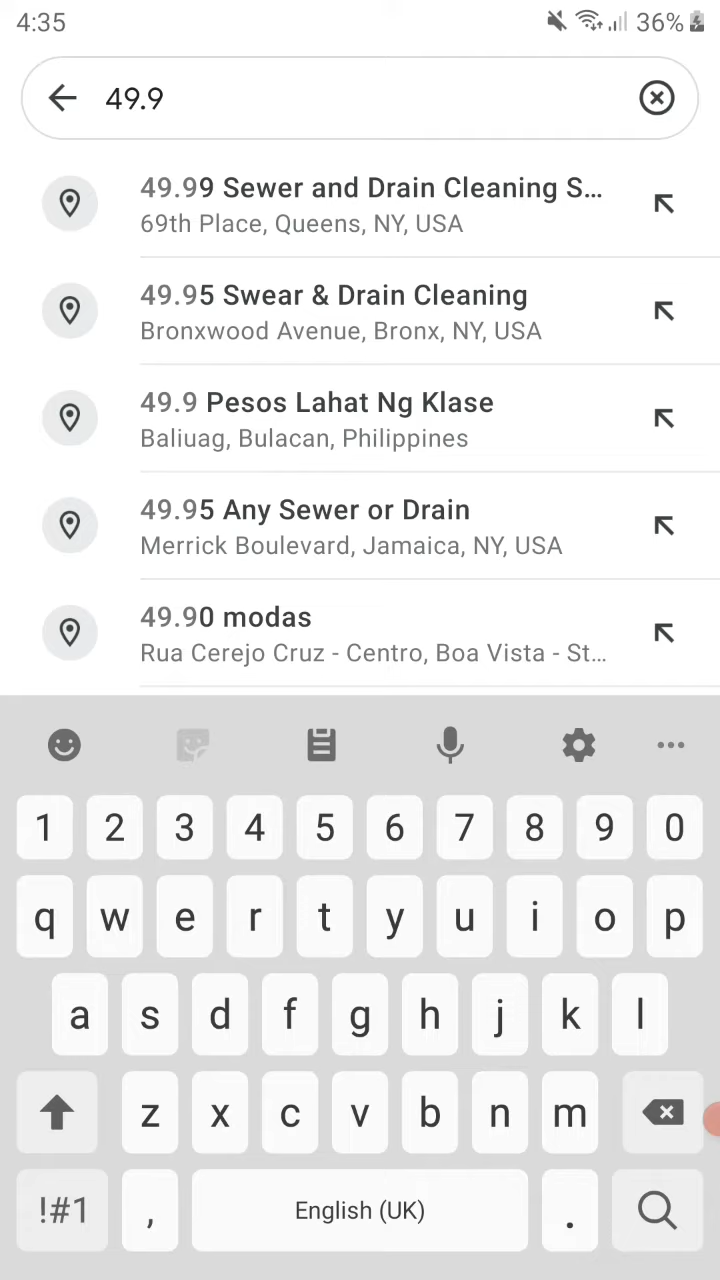 4:35 36%
49.9
49.99 Sewer and Drain Cleaning S...
69th Place, Queens, NY, USA
49.95 Swear & Drain Cleaning
Bronxwood Avenue, Bronx, NY, USA
49.9 Pesos Lahat Ng Klase
Baliuag, Bulacan, Philippines
49.95 Any Sewer or Drain
Merrick Boulevard, Jamaica, NY, USA
49.90 modas
Rua Cerejo Cruz - Centro, Boa Vista - St...
1 2 3 4 5 6 7 8 9 0
q w e r t y u i o p
a s d f g h j k l
z x c v b n m
!#1 , English (UK) .